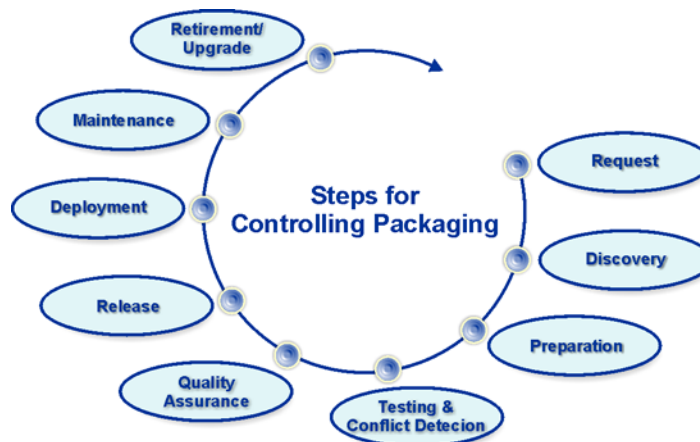 Retirement/
Upgrade
Maintenance
Deployment
Release
Quality
Assurance
Testing &
Conflict Detecion
Preparation
Discovery
Request
Steps for
Controlling Packaging